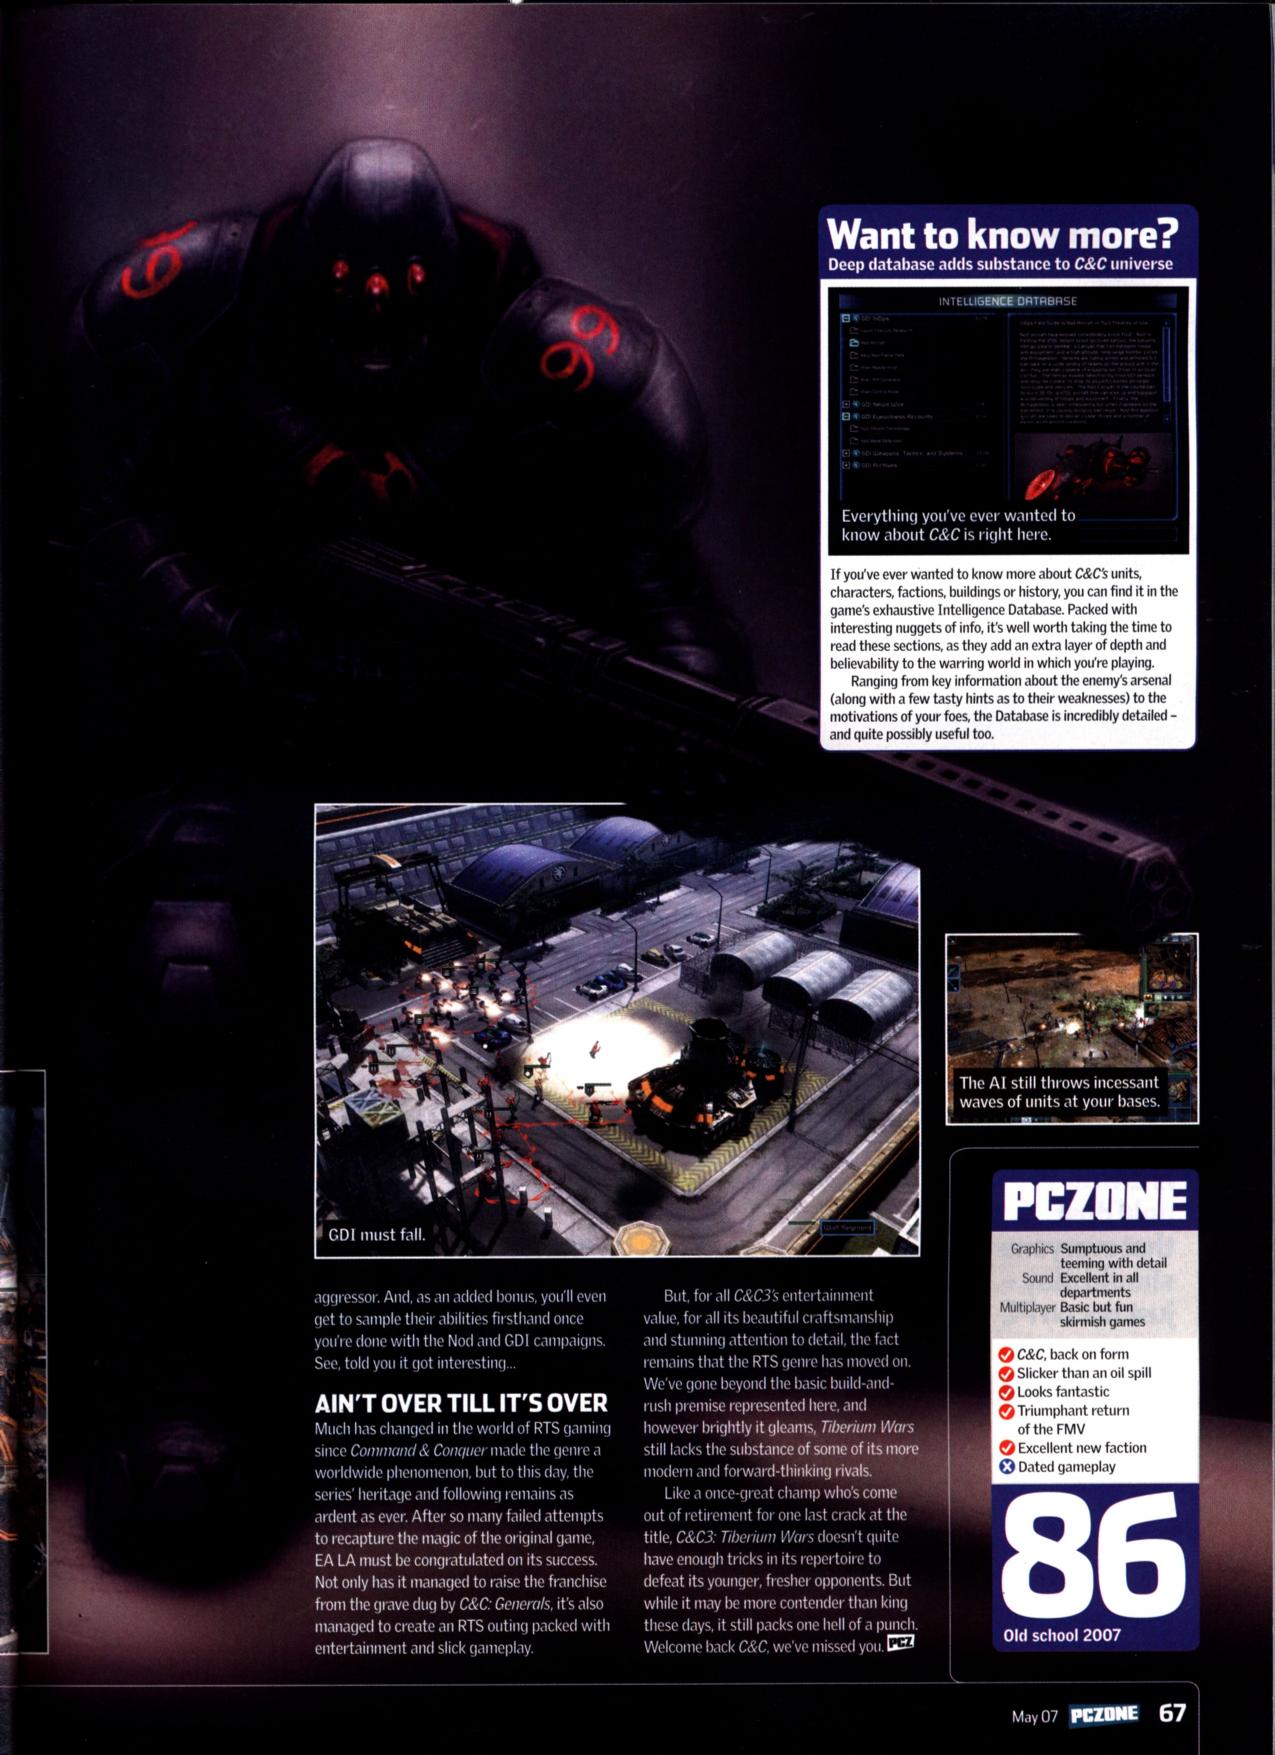 91
99
Want to know more?
Deep database adds substance to C&C universe
INTELLIGENCE DATABASE
GDI InOps
GDI News Wire
GDI Eyewitness Accounts
GDI Weapons, Tactics, and Systems
GDI Archives
Everything you've ever wanted to
know about C&C is right here.
If you've ever wanted to know more about C&C's units,
characters, factions, buildings or history, you can find it in the
game's exhaustive Intelligence Database. Packed with
interesting nuggets of info, it's well worth taking the time to
read these sections, as they add an extra layer of depth and
believability to the warring world in which you're playing.
Ranging from key information about the enemy's arsenal
(along with a few tasty hints as to their weaknesses) to the
motivations of your foes, the Database is incredibly detailed –
and quite possibly useful too.
GDI must fall.
The AI still throws incessant
waves of units at your bases.
aggressor. And, as an added bonus, you'll even
get to sample their abilities firsthand once
you're done with the Nod and GDI campaigns.
See, told you it got interesting...
AIN'T OVER TILL IT'S OVER
Much has changed in the world of RTS gaming
since Command & Conquer made the genre a
worldwide phenomenon, but to this day, the
series' heritage and following remains as
ardent as ever. After so many failed attempts
to recapture the magic of the original game,
EA LA must be congratulated on its success.
Not only has it managed to raise the franchise
from the grave dug by C&C: Generals, it's also
managed to create an RTS outing packed with
entertainment and slick gameplay.
But, for all C&C3's entertainment
value, for all its beautiful craftsmanship
and stunning attention to detail, the fact
remains that the RTS genre has moved on.
We've gone beyond the basic build-and-
rush premise represented here, and
however brightly it gleams, Tiberium Wars
still lacks the substance of some of its more
modern and forward-thinking rivals.
Like a once-great champ who's come
out of retirement for one last crack at the
title, C&C3: Tiberium Wars doesn't quite
have enough tricks in its repertoire to
defeat its younger, fresher opponents. But
while it may be more contender than king
these days, it still packs one hell of a punch.
Welcome back C&C, we've missed you. PCZ
PCZONE
Graphics Sumptuous and
teeming with detail
Sound Excellent in all
departments
Multiplayer Basic but fun
skirmish games
C&C, back on form
Slicker than an oil spill
Looks fantastic
Triumphant return
of the FMV
Excellent new faction
Dated gameplay
86
Old school 2007
May 07 PCZONE 67